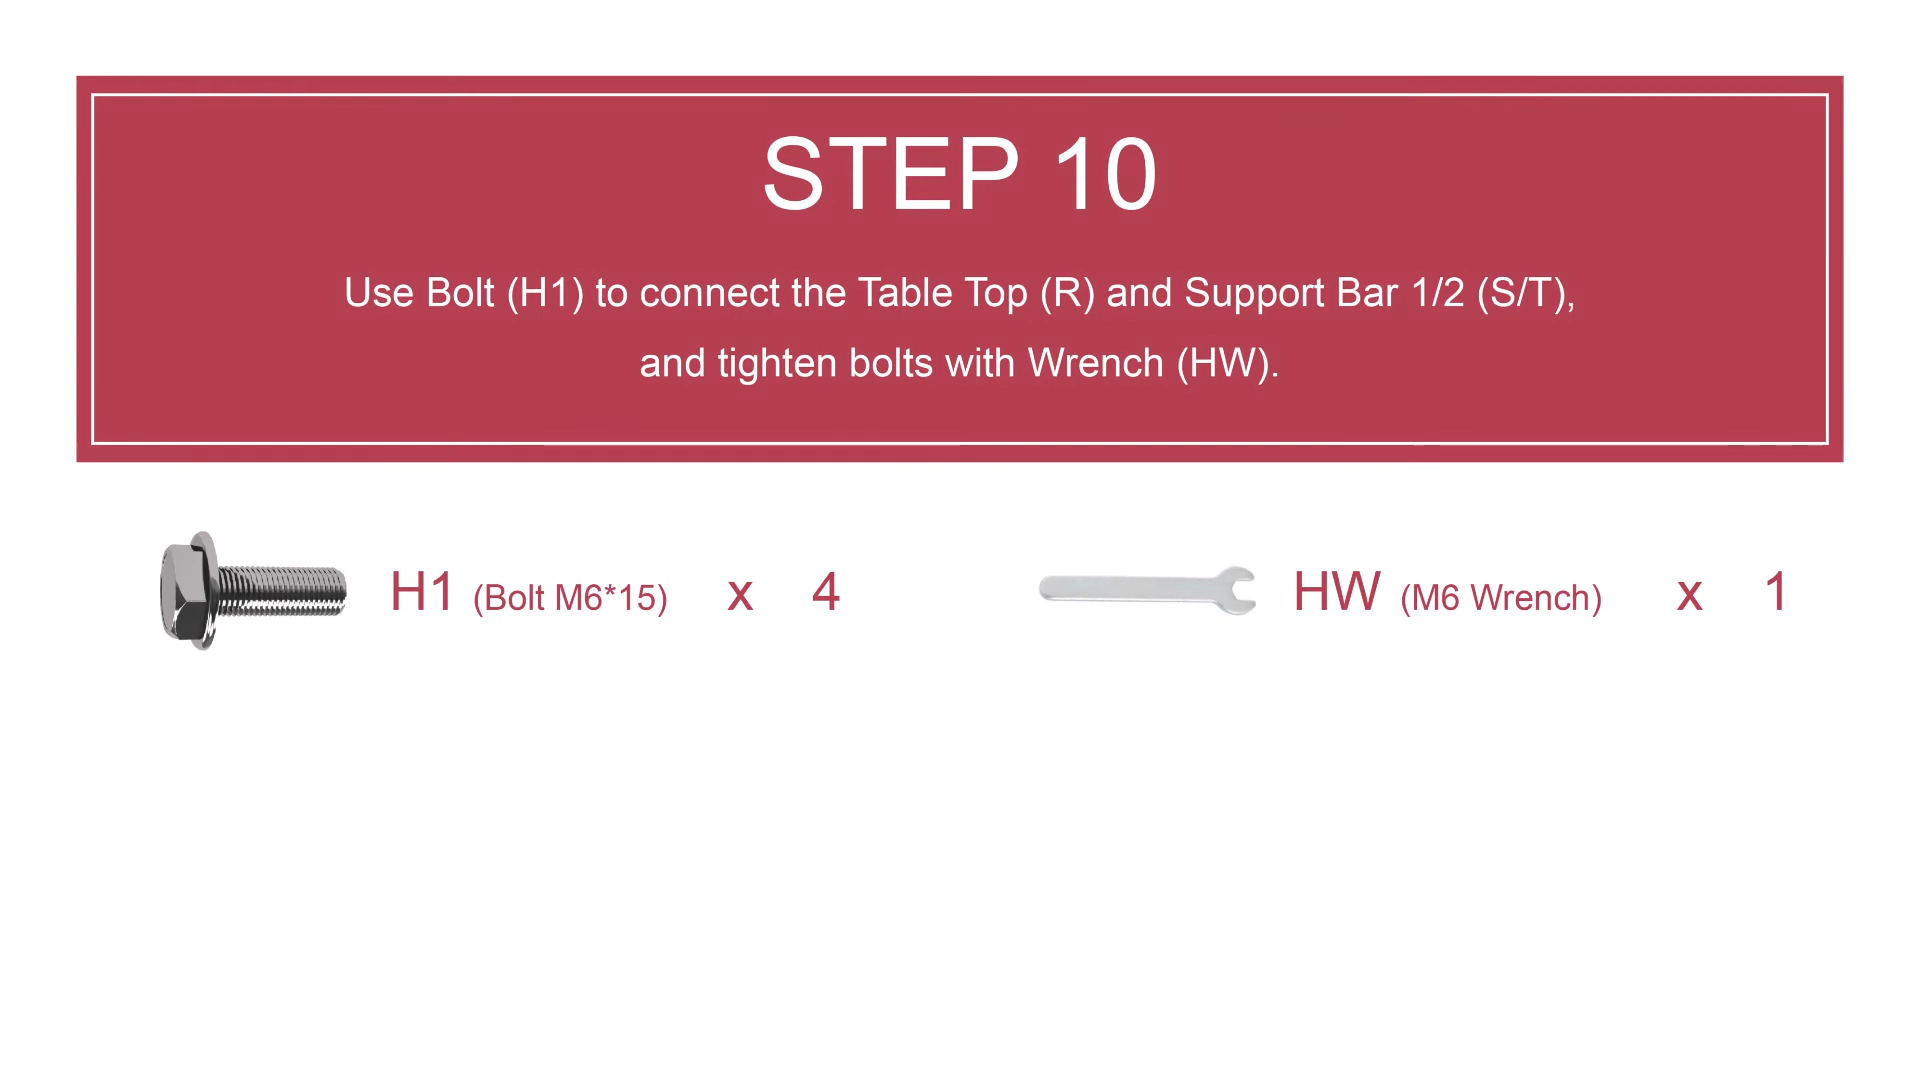 STEP 10
Use Bolt (H1) to connect the Table Top (R) and Support Bar 1/2 (S/T),
and tighten bolts with Wrench (HW).
H1 (Bolt M6*15) x 4
HW (M6 Wrench) x 1